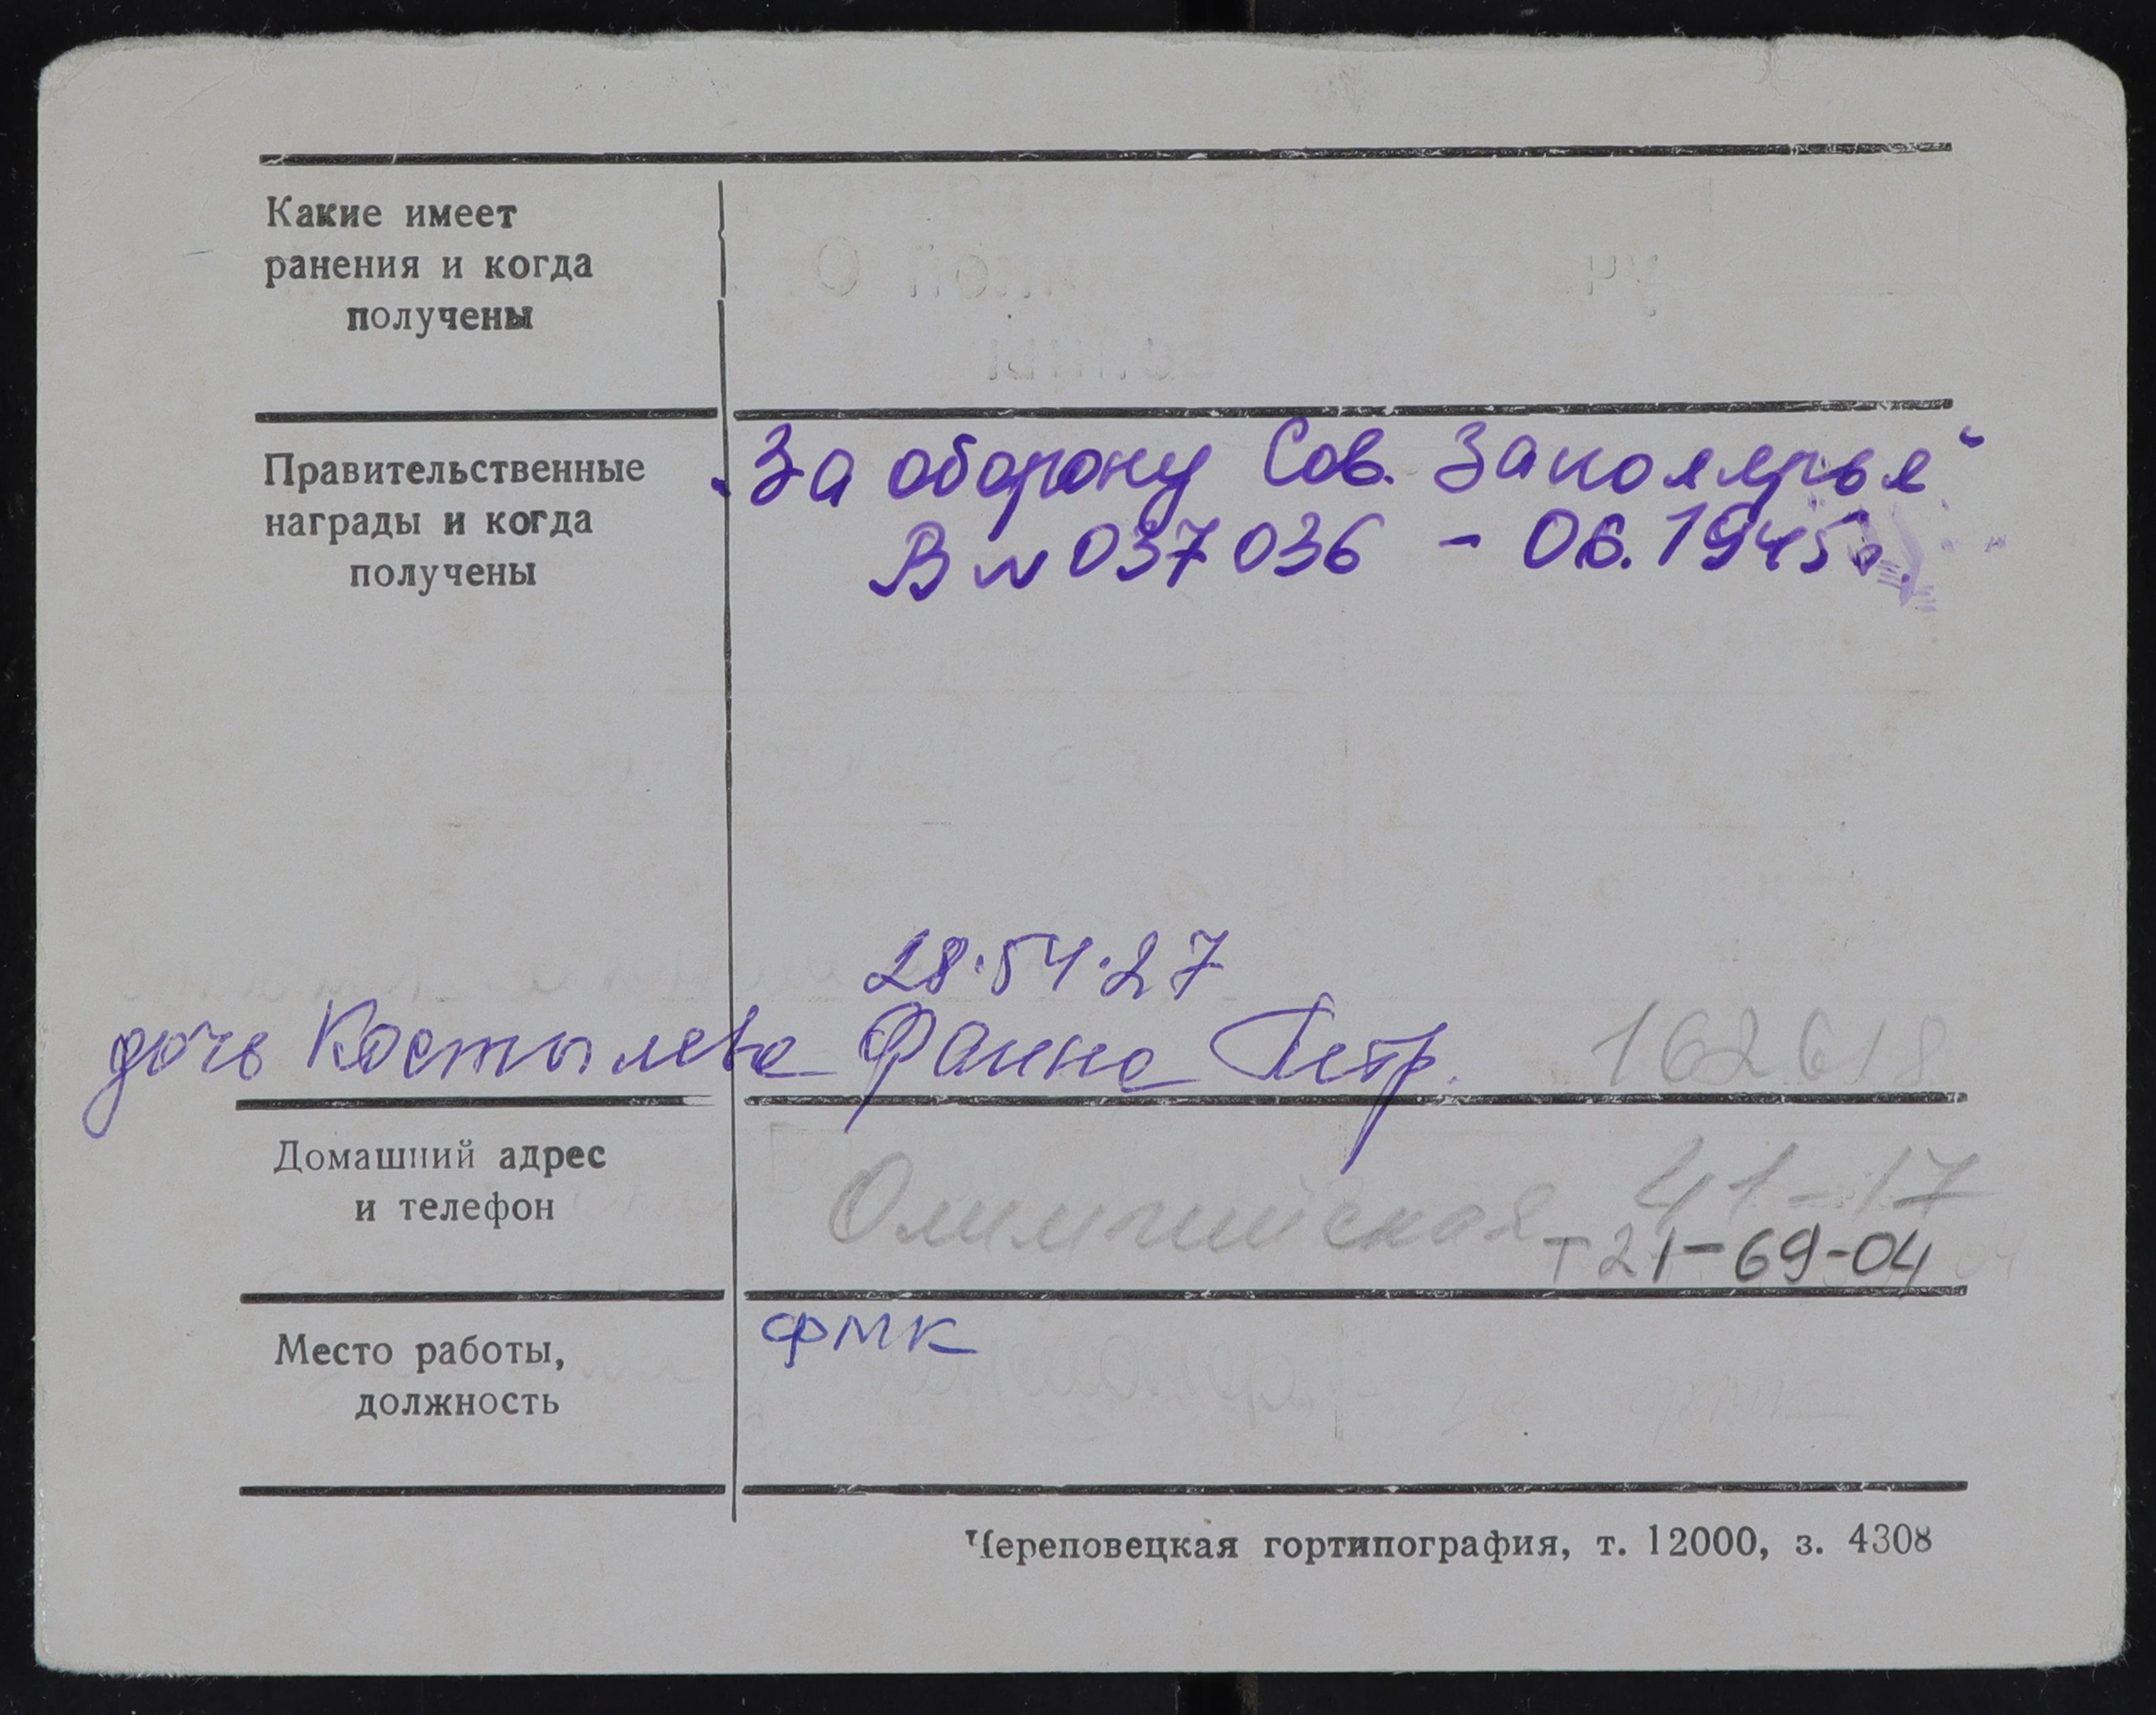 Какие имеет
ранения и когда
получены
Правительственные
награды и когда
получены
„За оборону Сов. Заполярья“
В № 037036 - 06.1945г.
28.54.27
дочь Костылева Фаина Петр. 162618
Домашний адрес
и телефон
Олимпийская 41-17
т 21-69-04
Место работы,
должность
ФМК
Череповецкая гортипография, т. 12000, з. 4308